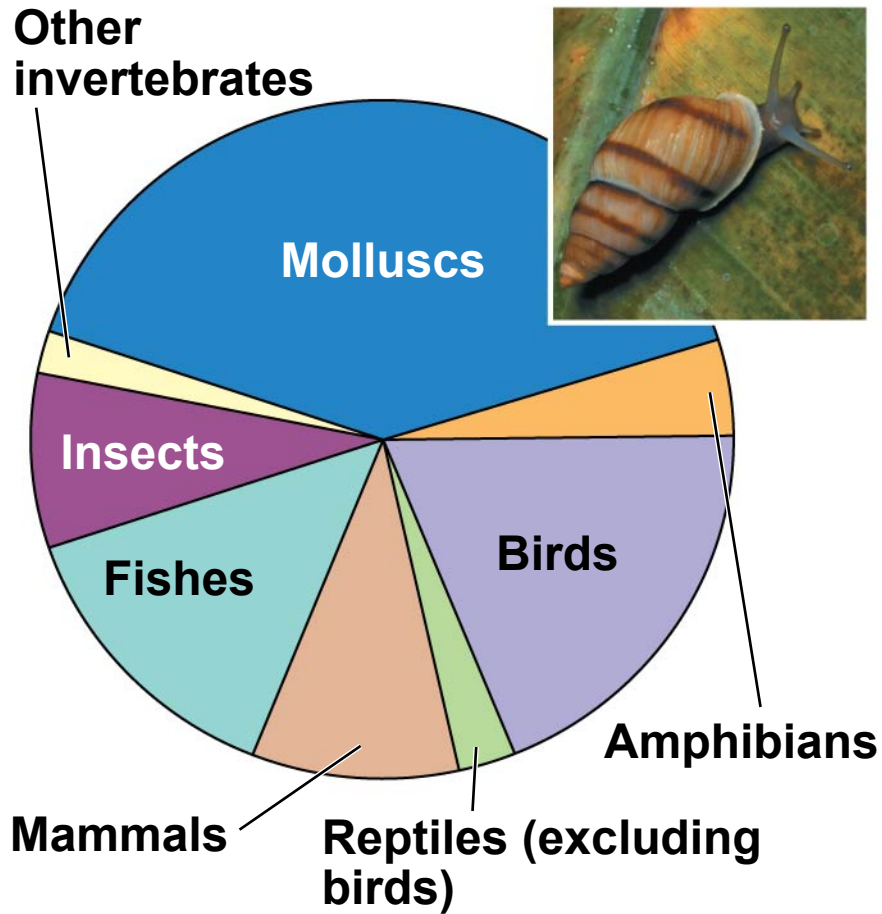 Other
invertebrates
Molluscs
Insects
Fishes
Birds
Amphibians
Mammals
Reptiles (excluding
birds)